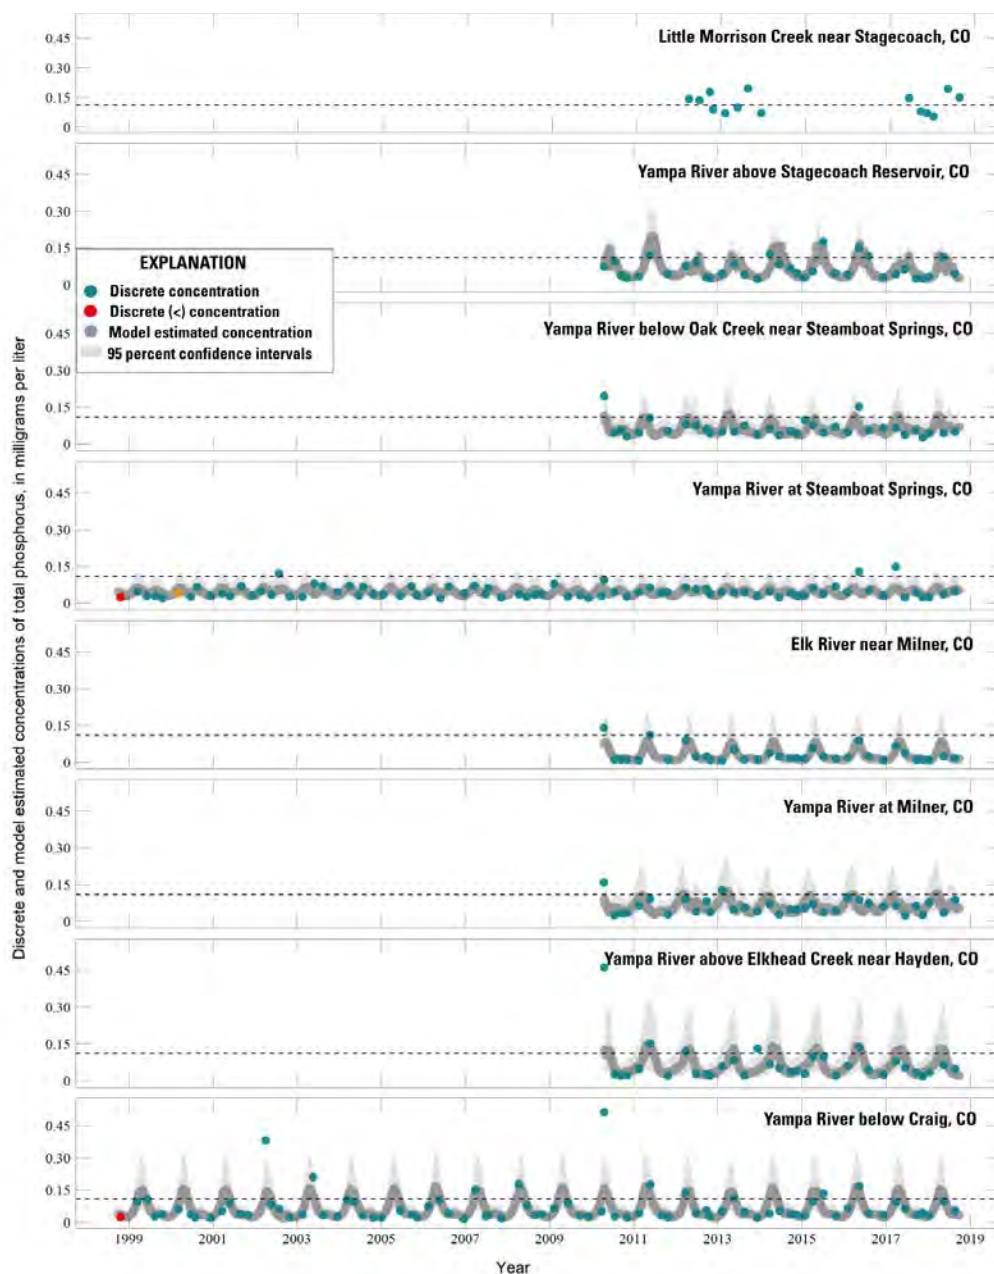 0.45
Little Morrison Creek near Stagecoach, CO
0.30
0.15
0
0.45
Yampa River above Stagecoach Reservoir, CO
0.30
0.15
0
EXPLANATION
Discrete concentration
Discrete (<) concentration
Model estimated concentration
95 percent confidence intervals
0.45
Yampa River below Oak Creek near Steamboat Springs, CO
0.30
0.15
0
0.45
Yampa River at Steamboat Springs, CO
0.30
0.15
0
0.45
Elk River near Milner, CO
0.30
0.15
0
0.45
Yampa River at Milner, CO
0.30
0.15
0
0.45
Yampa River above Elkhead Creek near Hayden, CO
0.30
0.15
0
0.45
Yampa River below Craig, CO
0.30
0.15
0
1999 2001 2003 2005 2007 2009 2011 2013 2015 2017 2019
Year
Discrete and model estimated concentrations of total phosphorus, in milligrams per liter